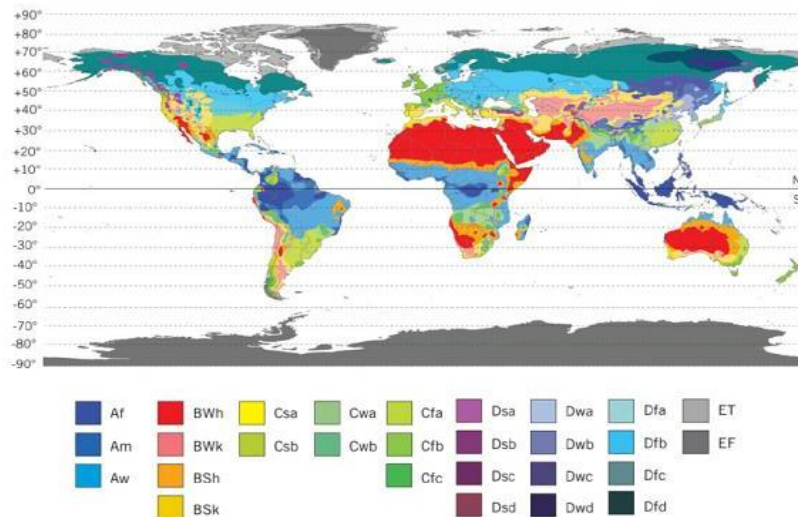 +90°
+80°
+70°
+60°
+50°
+40°
+30°
+20°
+10°
0° N
-10° S
-20°
-30°
-40°
-50°
-60°
-70°
-80°
-90°
Af BWh Csa Cwa Cfa Dsa Dwa Dfa ET
Am BWk Csb Cwb Cfb Dsb Dwb Dfb EF
Aw BSh Cfc Dsc Dwc Dfc
BSk Dsd Dwd Dfd